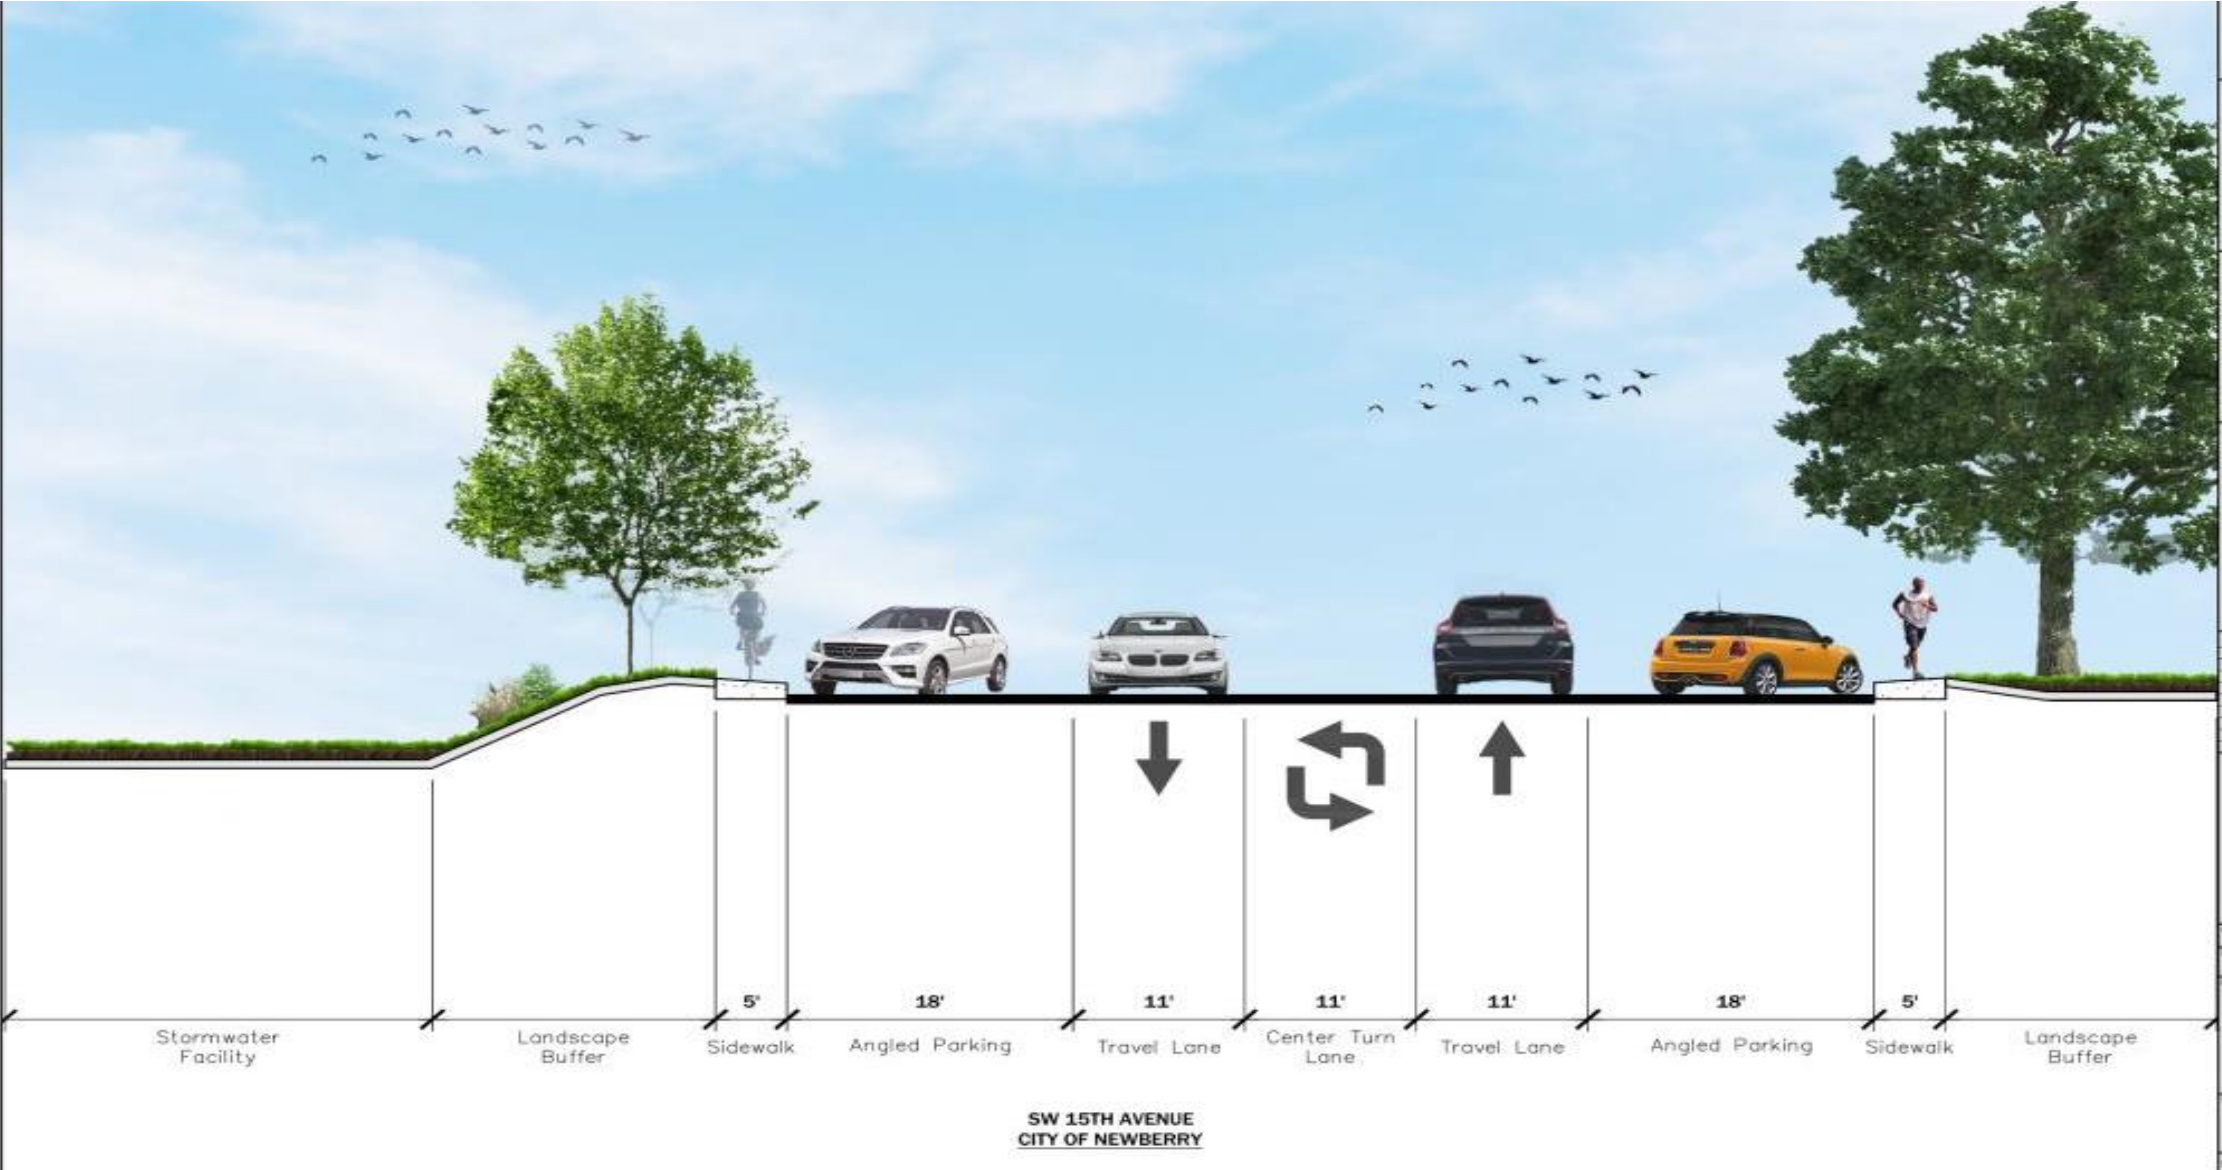 5'
18'
11'
11'
11'
18'
5'
Stormwater
Facility
Landscape
Buffer
Sidewalk
Angled Parking
Travel Lane
Center Turn
Lane
Travel Lane
Angled Parking
Sidewalk
Landscape
Buffer
SW 15TH AVENUE
CITY OF NEWBERRY